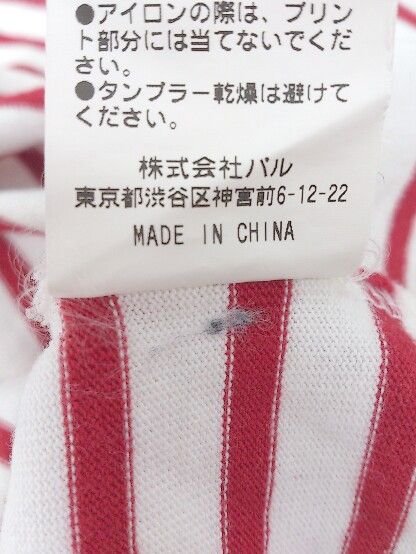 ●アイロンの際は、プリン
ト部分には当てないでくだ
さい。
●タンブラー乾燥は避けて
ください。
株式会社パル
東京都渋谷区神宮前6-12-22
MADE IN CHINA